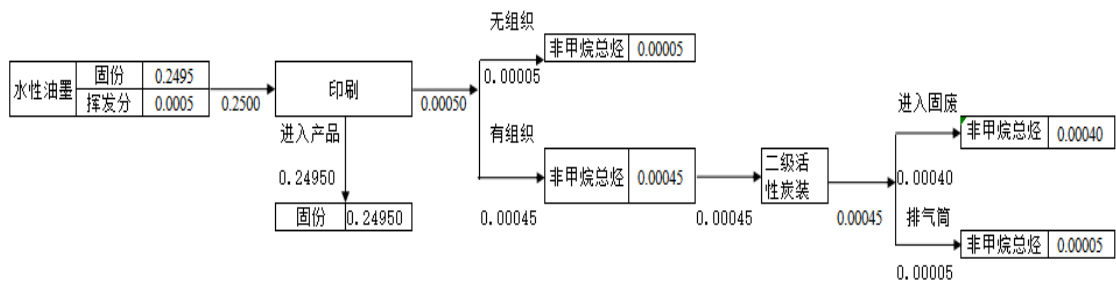 无组织
非甲烷总烃 0.00005
0.00005
水性油墨 固份 0.2495
挥发分 0.0005
0.2500
印刷
0.00050
进入产品
0.24950
固份 0.24950
有组织
非甲烷总烃 0.00045
0.00045
0.00045
二级活
性炭装
0.00045
进入固废
非甲烷总烃 0.00040
0.00040
排气筒
非甲烷总烃 0.00005
0.00005